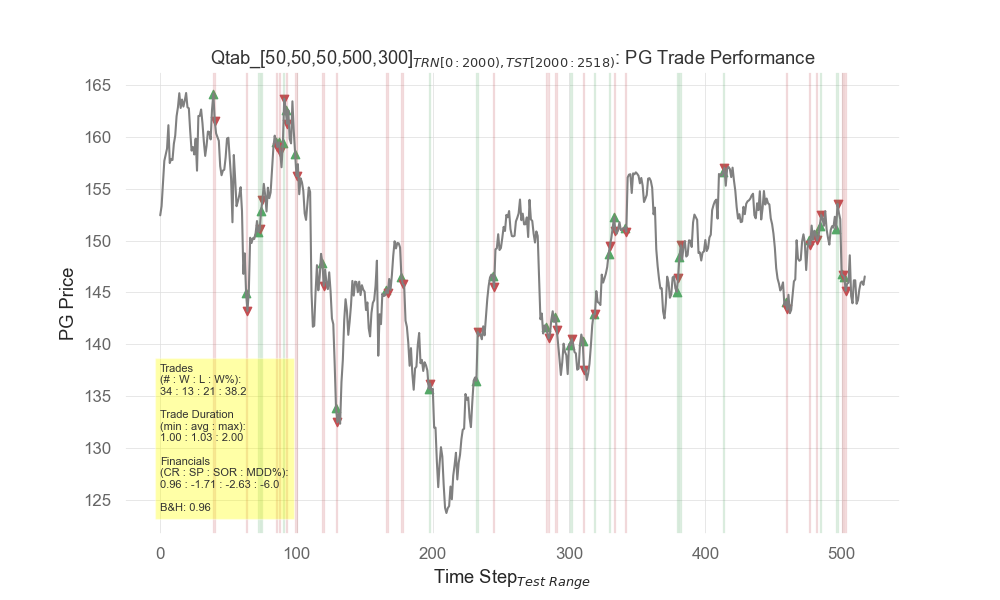 Qtab_[50,50,50,500,300]TRN[0:2000),TST[2000:2518): PG Trade Performance
165
160
155
150
145
140
135
130
125
PG Price
Trades
(# : W : L : W%):
34 : 13 : 21 : 38.2
Trade Duration
(min : avg : max):
1.00 : 1.03 : 2.00
Financials
(CR : SP : SOR : MDD%):
0.96 : -1.71 : -2.63 : -6.0
B&H: 0.96
0 100 200 300 400 500
Time StepTest Range